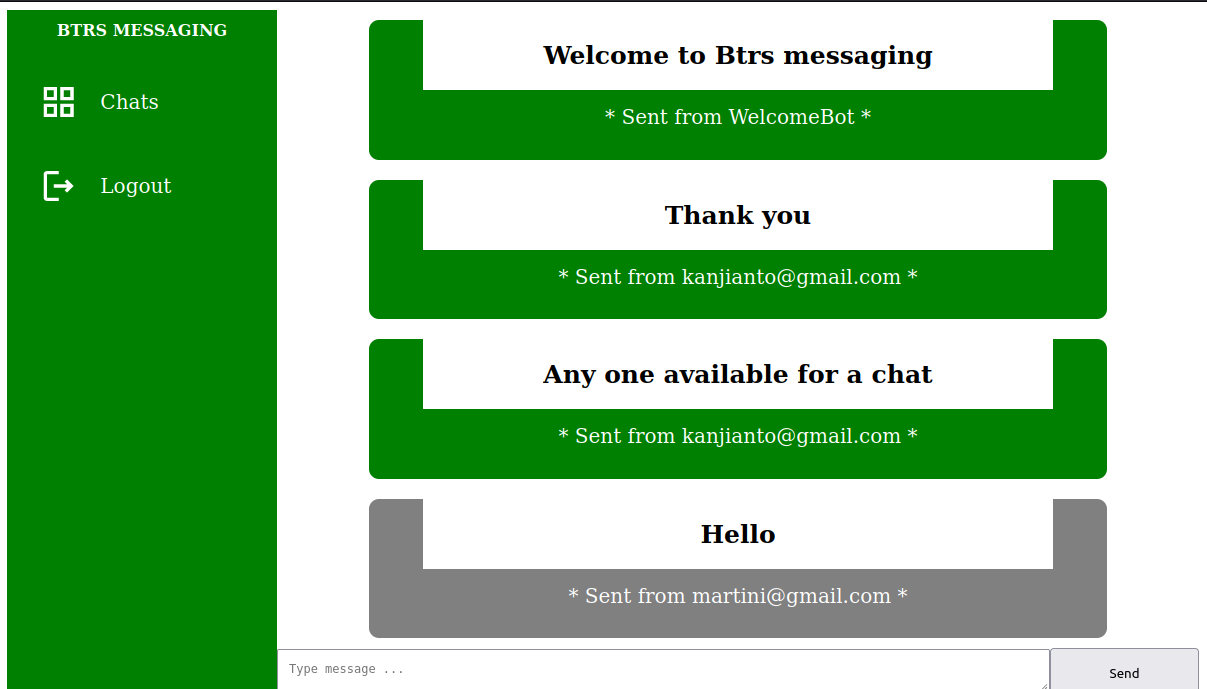 BTRS MESSAGING
Chats
Logout
Welcome to Btrs messaging
* Sent from WelcomeBot *
Thank you
* Sent from kanjianto@gmail.com *
Any one available for a chat
* Sent from kanjianto@gmail.com *
Hello
* Sent from martini@gmail.com *
Type message ...
Send